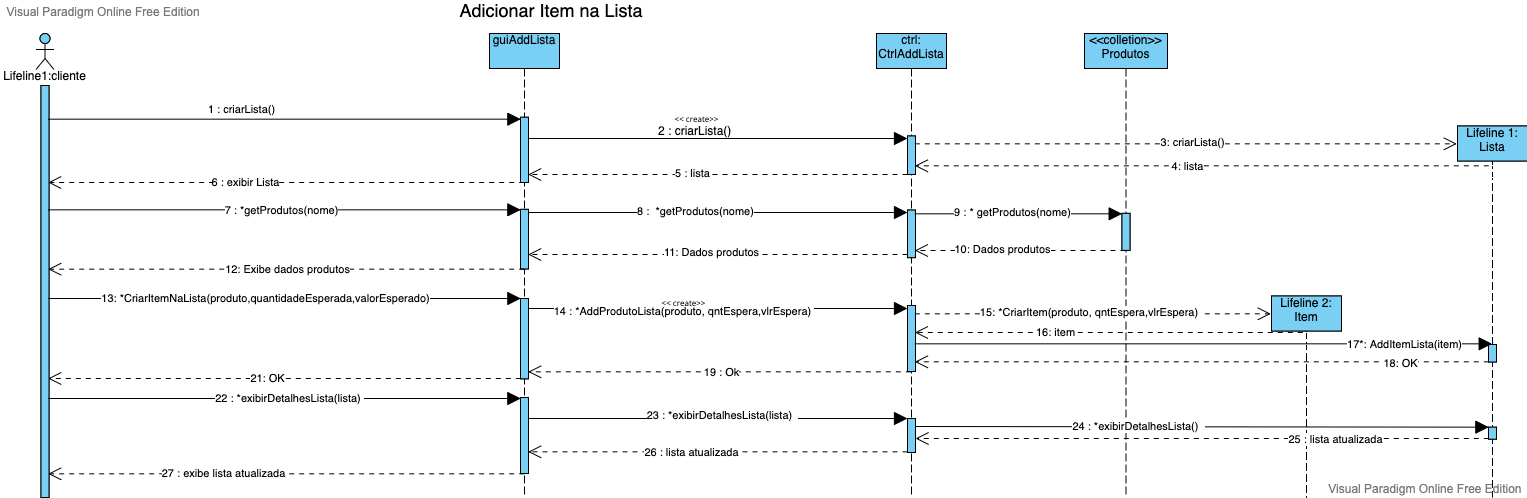 Visual Paradigm Online Free Edition
Adicionar Item na Lista
Lifeline1:cliente
guiAddLista
ctrl:
CtrlAddLista
<<colletion>>
Produtos
1 : criarLista()
<< create>>
2 : criarLista()
3: criarLista()
Lifeline 1:
Lista
4: lista
5 : lista
6 : exibir Lista
7 : *getProdutos(nome)
8 : *getProdutos(nome)
9 : * getProdutos(nome)
10: Dados produtos
11: Dados produtos
12: Exibe dados produtos
13: *CriarItemNaLista(produto,quantidadeEsperada,valorEsperado)
<< create>>
14 : *AddProdutoLista(produto, qntEspera,vlrEspera)
15: *CriarItem(produto, qntEspera,vlrEspera)
Lifeline 2:
Item
16: item
17*: AddItemLista(item)
18: OK
19 : Ok
21: OK
22 : *exibirDetalhesLista(lista)
23 : *exibirDetalhesLista(lista)
24 : *exibirDetalhesLista()
25 : lista atualizada
26 : lista atualizada
27 : exibe lista atualizada
Visual Paradigm Online Free Edition